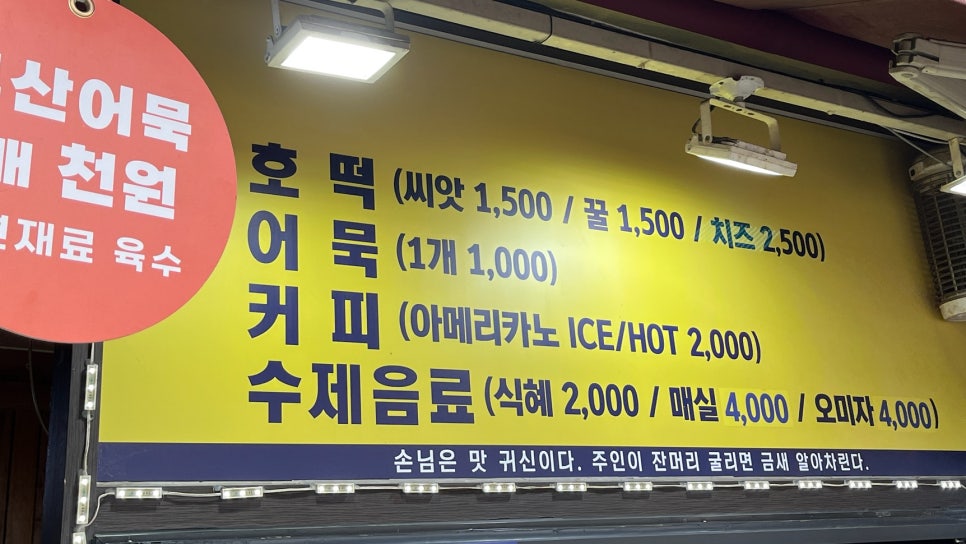 산어묵
천원
재료 육수
호떡 (씨앗 1,500 / 꿀 1,500 / 치즈 2,500)
어묵 (1개 1,000)
커피 (아메리카노 ICE/HOT 2,000)
수제음료 (식혜 2,000 / 매실 4,000 / 오미자 4,000)
손님은 맛 귀신이다. 주인이 잔머리 굴리면 금새 알아차린다.